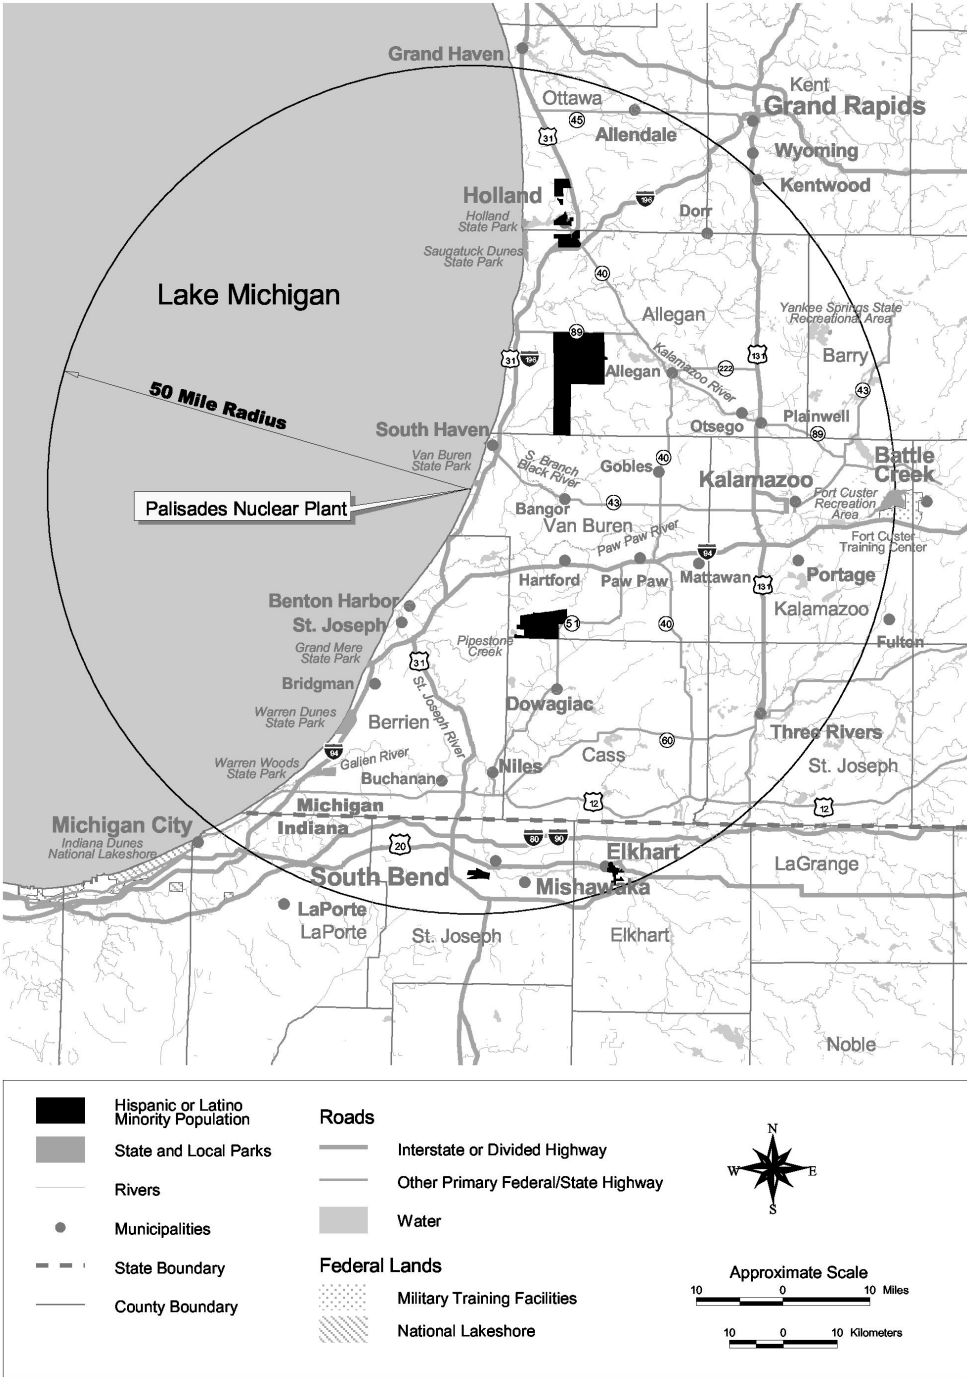 Grand Haven
Kent
Ottawa
Grand Rapids
45
31
Allendale
Wyoming
Kentwood
Holland
196
Holland
State Park
Dorr
Saugatuck Dunes
State Park
40
Lake Michigan
Allegan
Yankee Springs State
Recreational Area
89
31
196
Kalamazoo River
131
Barry
Allegan
222
50 Mile Radius
43
Otsego
Plainwell
South Haven
89
Van Buren
State Park
S. Branch
Black River
Gobles
40
Kalamazoo
Battle
Creek
Palisades Nuclear Plant
Bangor
43
Fort Custer
Recreation
Area
Van Buren
Paw Paw River
94
Fort Custer
Training Center
Hartford
Paw Paw
Mattawan
131
Portage
Benton Harbor
Kalamazoo
St. Joseph
51
40
Pipestone
Creek
Fulton
Grand Mere
State Park
31
Bridgman
St. Joseph River
Dowagiac
Warren Dunes
State Park
Berrien
Three Rivers
60
94
Galien River
Cass
Warren Woods
State Park
Niles
St. Joseph
Buchanan
12
12
Michigan
Michigan City
Indiana
Indiana Dunes
National Lakeshore
20
80
90
Elkhart
LaGrange
South Bend
Mishawaka
LaPorte
LaPorte
St. Joseph
Elkhart
Noble
Hispanic or Latino
Minority Population
State and Local Parks
Rivers
Municipalities
State Boundary
County Boundary
Roads
Interstate or Divided Highway
Other Primary Federal/State Highway
Water
Federal Lands
Military Training Facilities
National Lakeshore
N
W
E
S
Approximate Scale
10 0 10 Miles
10 0 10 Kilometers